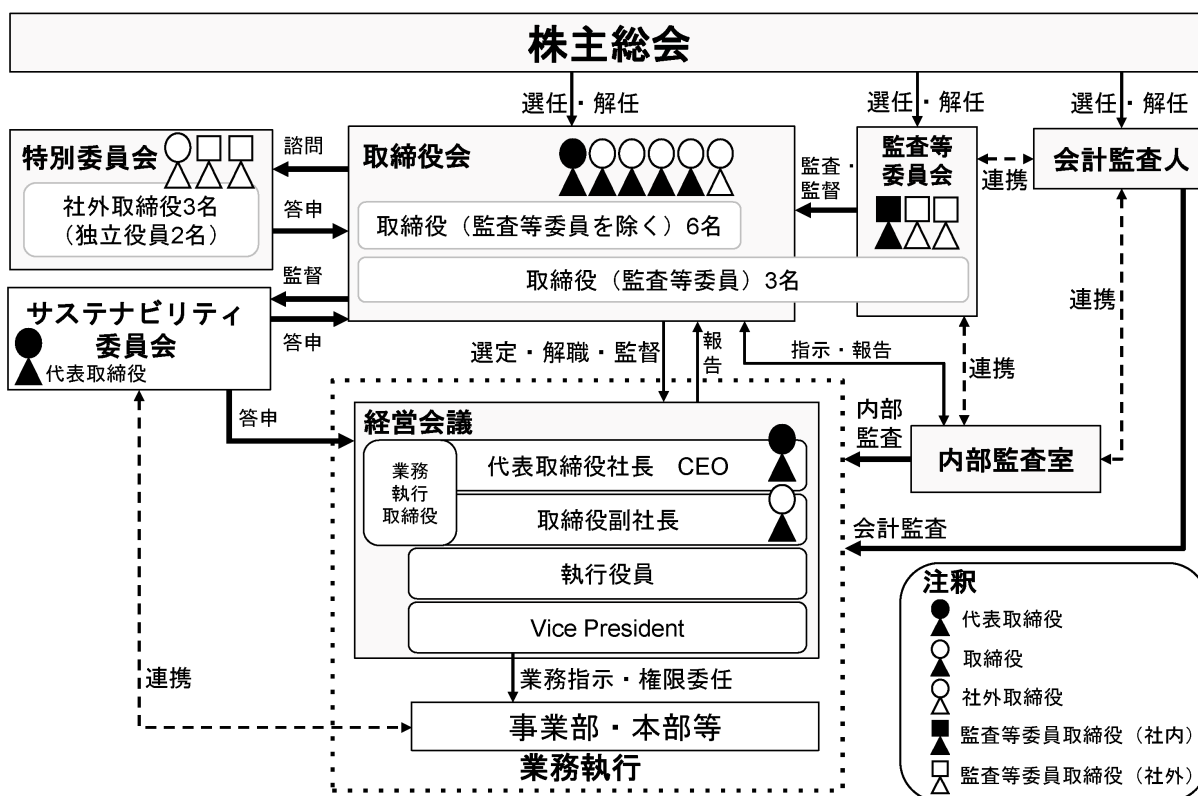 株主総会
選任・解任
選任・解任
選任・解任
特別委員会
社外取締役3名
（独立役員2名）
諮問
答申
取締役会
取締役（監査等委員を除く）6名
取締役（監査等委員）3名
監査・
監督
監査等
委員会
連携
会計監査人
監督
答申
サステナビリティ
委員会
代表取締役
選定・解職・監督
報
告
指示・報告
連携
連携
答申
経営会議
業務
執行
取締役
代表取締役社長　CEO
取締役副社長
執行役員
Vice President
内部
監査
内部監査室
会計監査
連携
業務指示・権限委任
事業部・本部等
業務執行
注釈
代表取締役
取締役
社外取締役
監査等委員取締役（社内）
監査等委員取締役（社外）